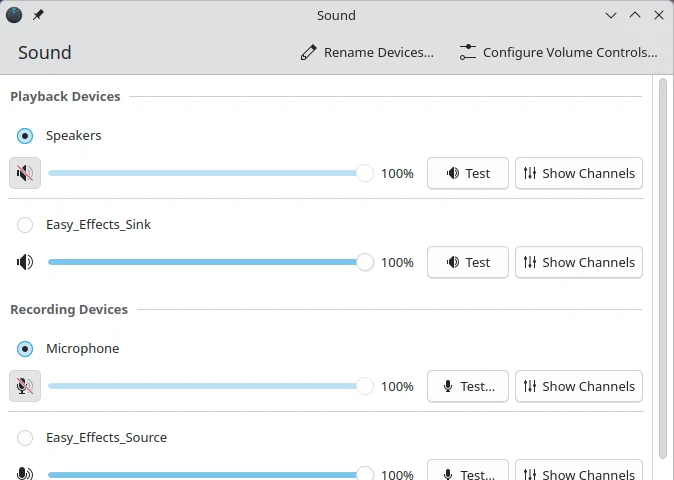 Sound
Sound Rename Devices... Configure Volume Controls...
Playback Devices
Speakers
100% Test Show Channels
Easy_Effects_Sink
100% Test Show Channels
Recording Devices
Microphone
100% Test... Show Channels
Easy_Effects_Source
100% Test... Show Channels